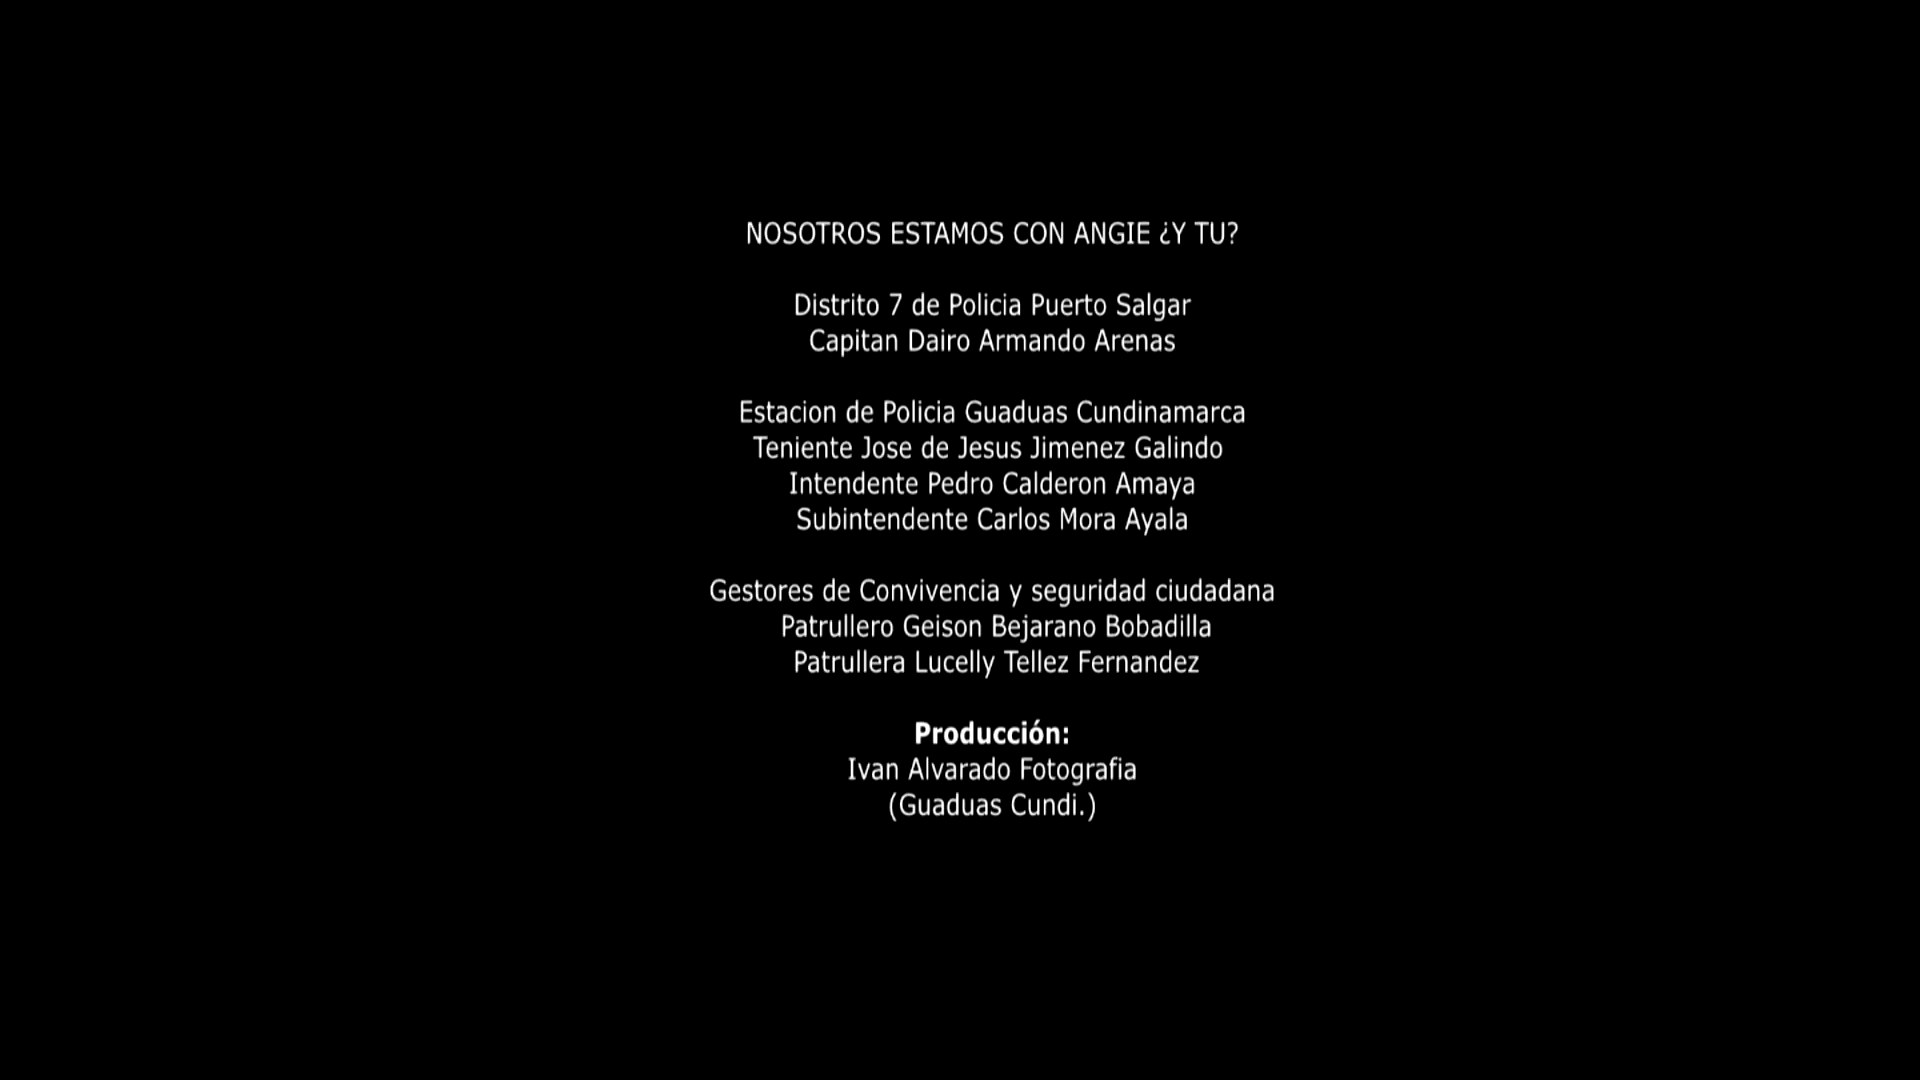 NOSOTROS ESTAMOS CON ANGIE ¿Y TU?
Distrito 7 de Policia Puerto Salgar
Capitan Dairo Armando Arenas
Estacion de Policia Guaduas Cundinamarca
Teniente Jose de Jesus Jimenez Galindo
Intendente Pedro Calderon Amaya
Subintendente Carlos Mora Ayala
Gestores de Convivencia y seguridad ciudadana
Patrullero Geison Bejarano Bobadilla
Patrullera Lucelly Tellez Fernandez
Producción:
Ivan Alvarado Fotografia
(Guaduas Cundi.)